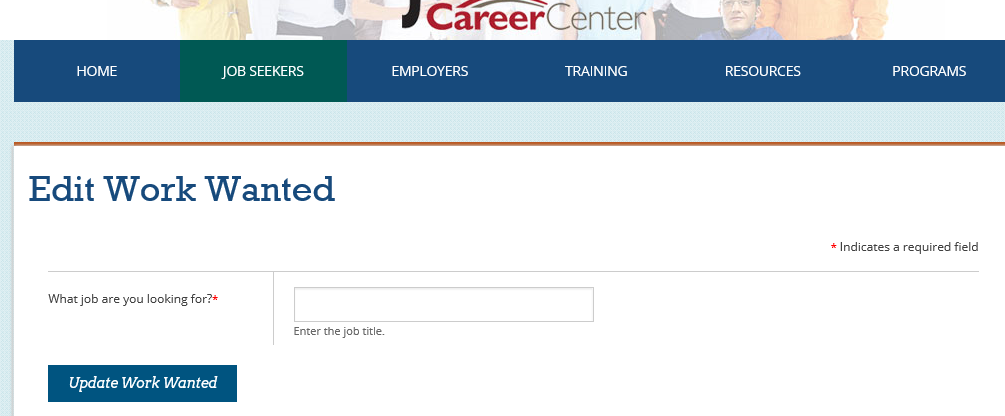 CareerCenter
HOME JOB SEEKERS EMPLOYERS TRAINING RESOURCES PROGRAMS
Edit Work Wanted
* Indicates a required field
What job are you looking for?*
Enter the job title.
Update Work Wanted